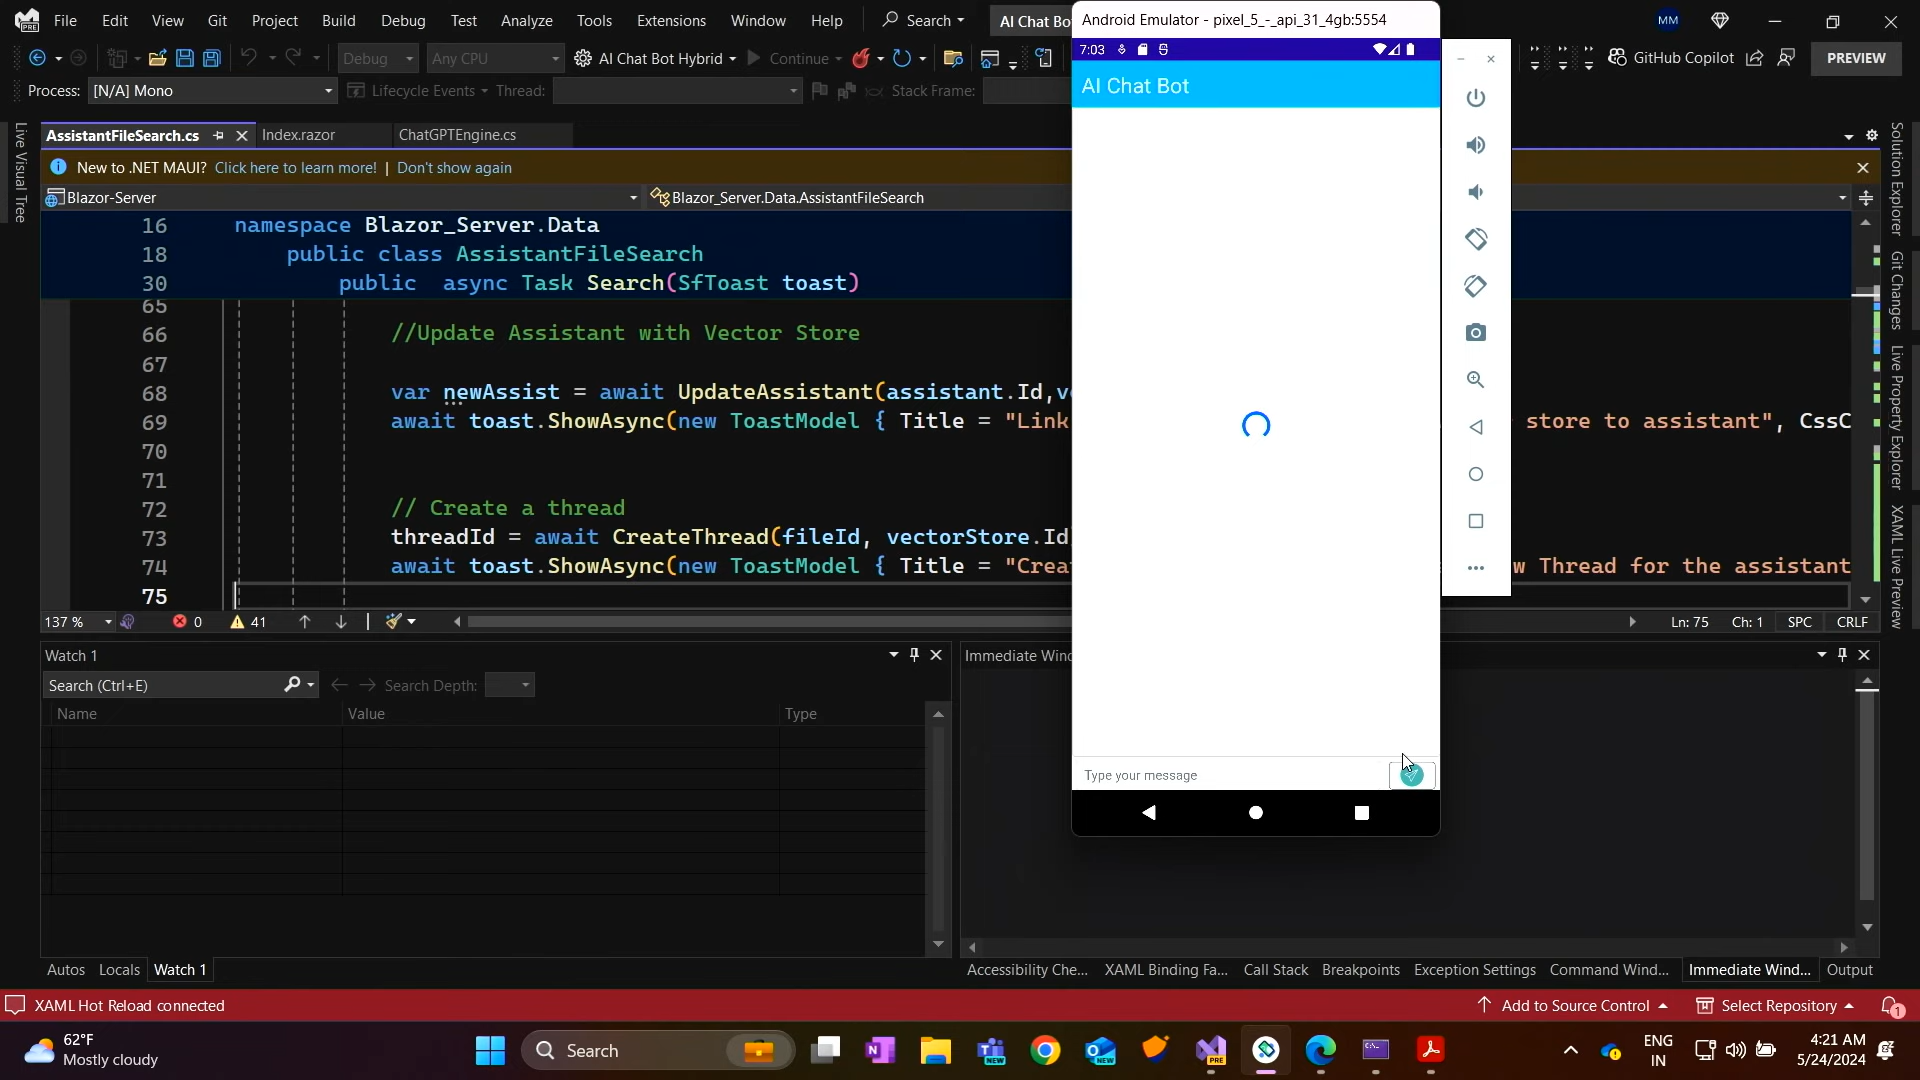 File Edit View Git Project Build Debug Test Analyze Tools Extensions Window Help Search AI Chat Bo
MM
Android Emulator - pixel_5_-_api_31_4gb:5554
Debug Any CPU AI Chat Bot Hybrid Continue
GitHub Copilot PREVIEW
Process: [N/A] Mono Lifecycle Events Thread: Stack Frame:
7:03
AI Chat Bot
AssistantFileSearch.cs Index.razor ChatGPTEngine.cs
New to .NET MAUI? Click here to learn more! | Don't show again
Blazor-Server Blazor_Server.Data.AssistantFileSearch
16 namespace Blazor_Server.Data
18 public class AssistantFileSearch
30 public async Task Search(SfToast toast)
65
66 //Update Assistant with Vector Store
67
68 var newAssist = await UpdateAssistant(assistant.Id,ve
69 await toast.ShowAsync(new ToastModel { Title = "Link store to assistant", CssC
70
71
72 // Create a thread
73 threadId = await CreateThread(fileId, vectorStore.Id
74 await toast.ShowAsync(new ToastModel { Title = "Crea w Thread for the assistant
75
137 % 0 41 Ln: 75 Ch: 1 SPC CRLF
Live Visual Tree
Solution Explorer
Git Changes
Live Property Explorer
XAML Live Preview
Watch 1
Search (Ctrl+E) Search Depth:
Name Value Type
Immediate Wind
Type your message
Autos Locals Watch 1
Accessibility Che... XAML Binding Fa... Call Stack Breakpoints Exception Settings Command Wind... Immediate Wind... Output
XAML Hot Reload connected Add to Source Control Select Repository 1
62°F
Mostly cloudy
Search
NEW
NEW
PRE
ENG
IN
4:21 AM
5/24/2024